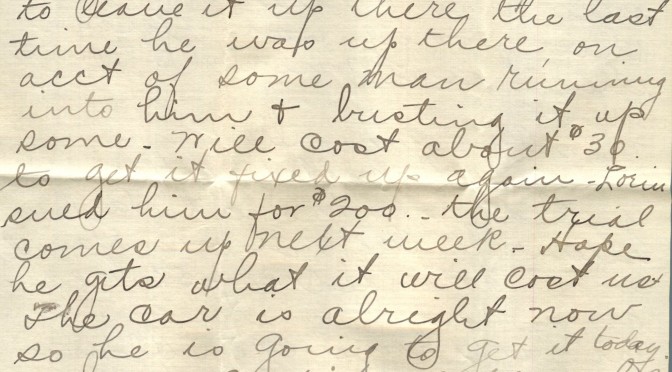 to leave it up there the last
time he was up there, on
acct of some man running
into him & busting it up
some - Will cost about $30
to get it fixed up again - Lorin
sued him for $200.. the trial
comes up next week - Hope
he gits what it will cost us
The car is alright now
so he is going to get it today.